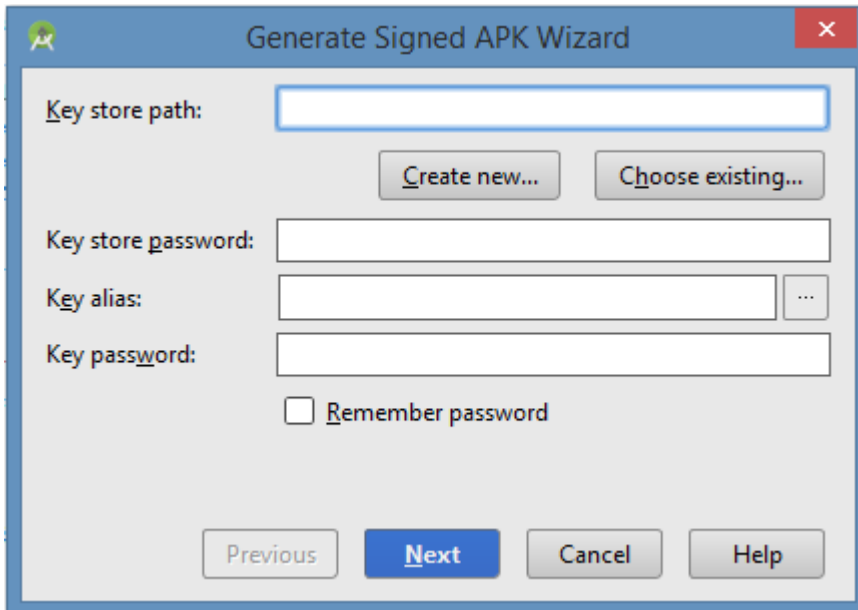 Generate Signed APK Wizard
Key store path:
Create new... Choose existing...
Key store password:
Key alias: ...
Key password:
Remember password
Previous Next Cancel Help